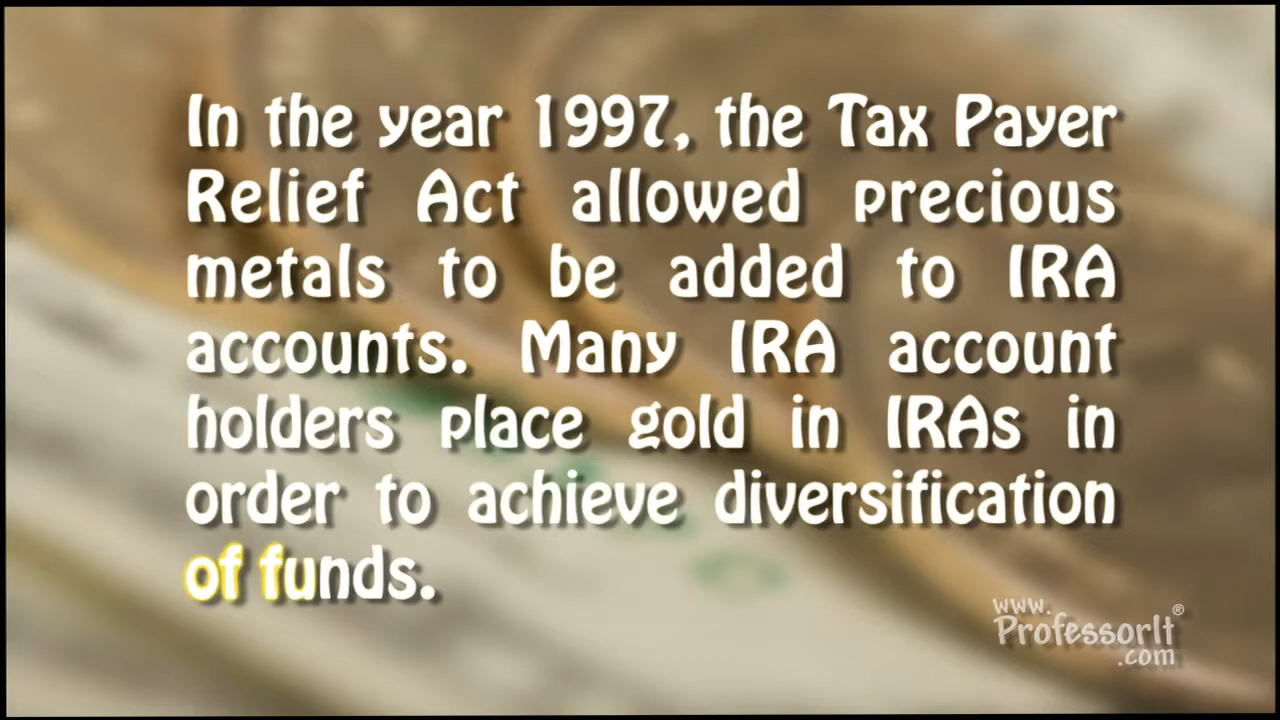 In the year 1997, the Tax Payer
Relief Act allowed precious
metals to be added to IRA
accounts. Many IRA account
holders place gold in IRAs in
order to achieve diversification
of funds.
www.
ProfessorIt®
.com